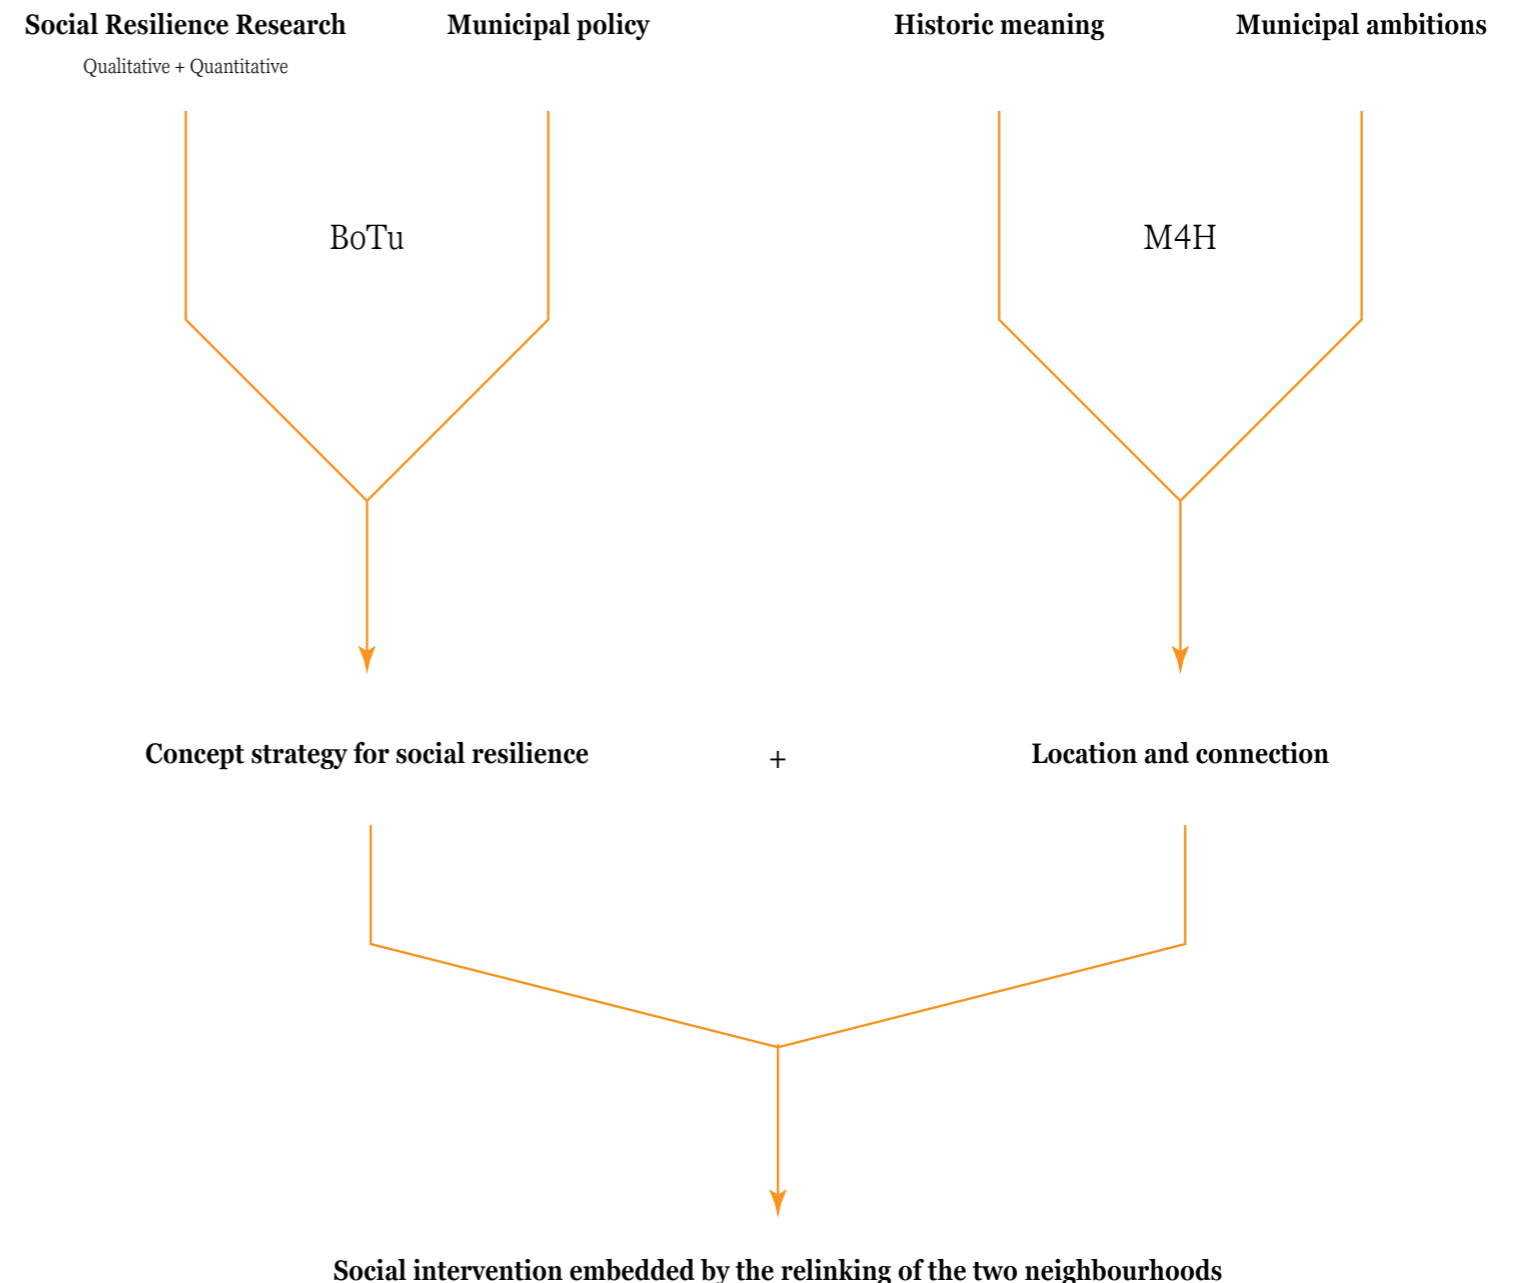 Social Resilience Research
Qualitative + Quantitative
Municipal policy
Historic meaning
Municipal ambitions
BoTu
M4H
Concept strategy for social resilience
+
Location and connection
Social intervention embedded by the relinking of the two neighbourhoods